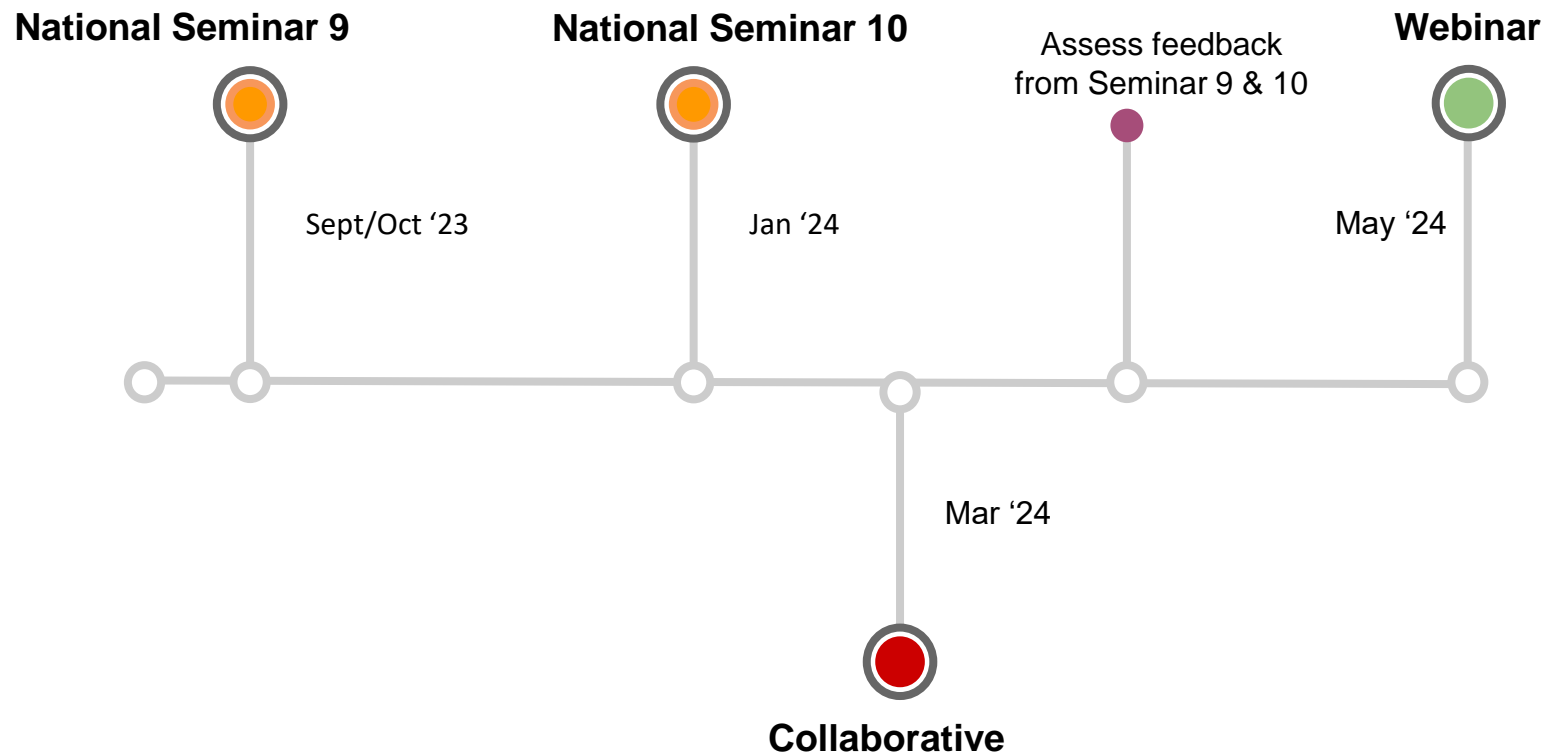 National Seminar 9
National Seminar 10
Assess feedback
from Seminar 9 & 10
Webinar
Sept/Oct ‘23
Jan ‘24
May ‘24
Mar ‘24
Collaborative